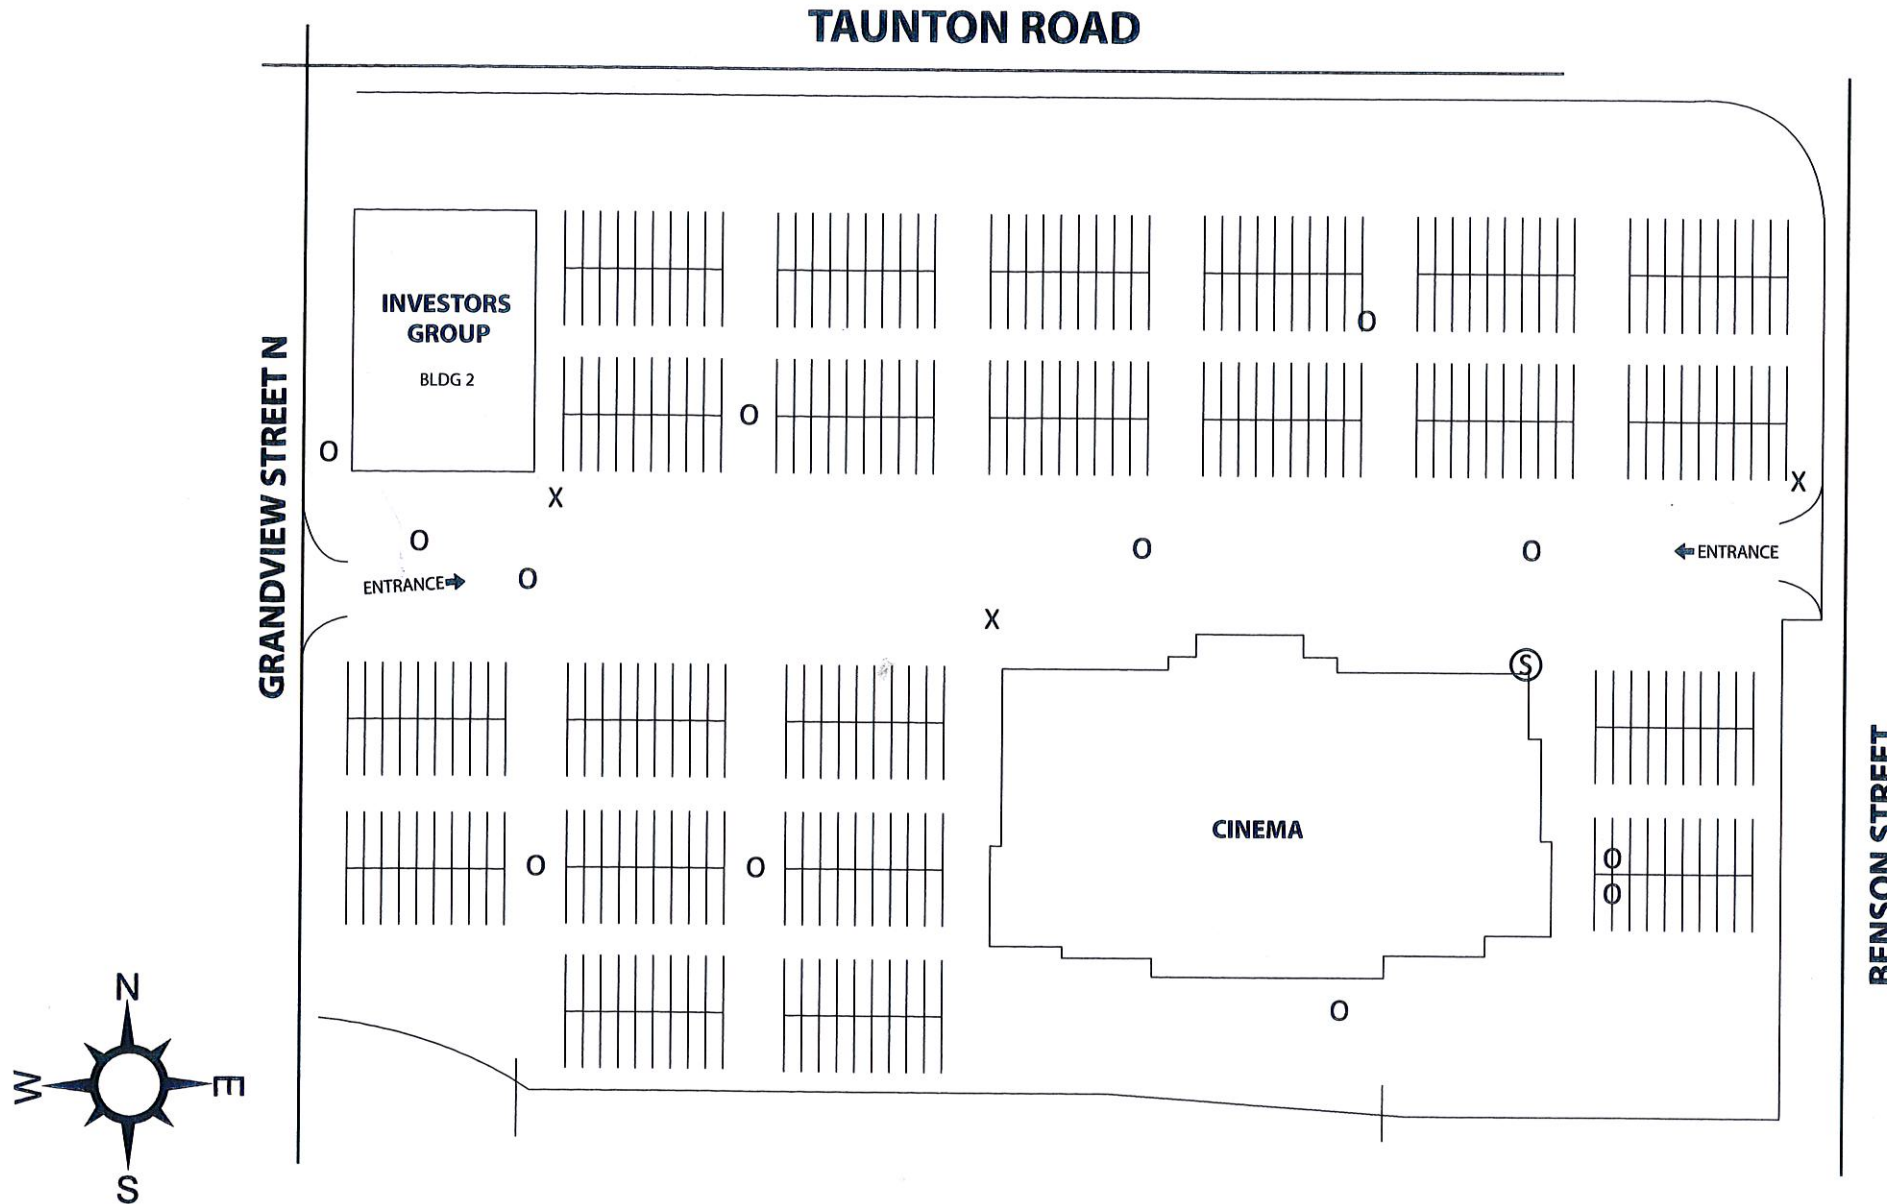 TAUNTON ROAD
INVESTORS
GROUP
BLDG 2
GRANDVIEW STREET N
O
O
O
X
X
O
O
ENTRANCE
O
O
O
ENTRANCE
X
S
CINEMA
BENSON STREET
O
O
O
O
O
N
W
E
S